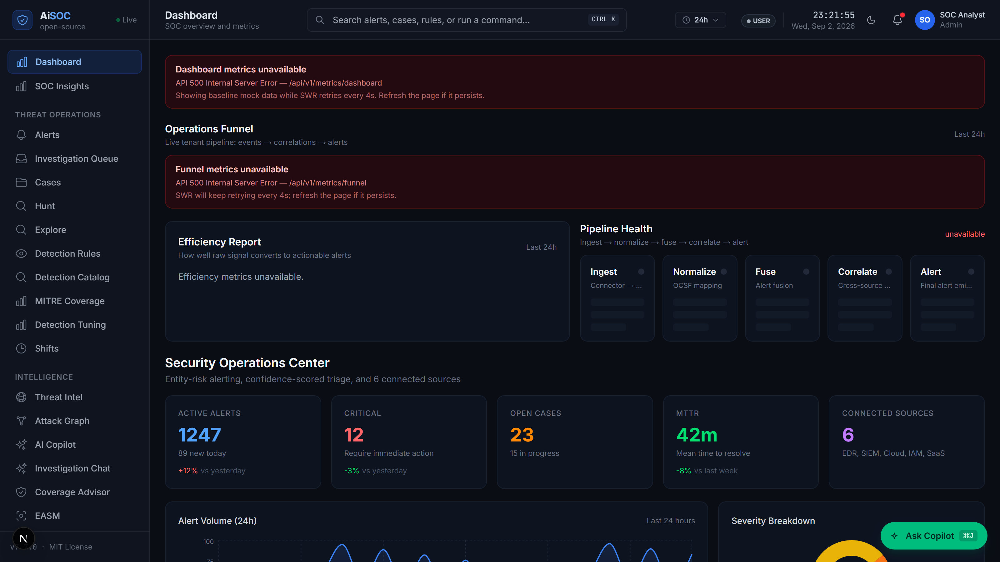 AiSOC
open-source
Live
Dashboard
SOC overview and metrics
Search alerts, cases, rules, or run a command...
CTRL K
24h
USER
23:21:55
Wed, Sep 2, 2026
SO
SOC Analyst
Admin
Dashboard
SOC Insights
THREAT OPERATIONS
Alerts
Investigation Queue
Cases
Hunt
Explore
Detection Rules
Detection Catalog
MITRE Coverage
Detection Tuning
Shifts
INTELLIGENCE
Threat Intel
Attack Graph
AI Copilot
Investigation Chat
Coverage Advisor
EASM
N
· MIT License
Dashboard metrics unavailable
API 500 Internal Server Error — /api/v1/metrics/dashboard
Showing baseline mock data while SWR retries every 4s. Refresh the page if it persists.
Operations Funnel
Live tenant pipeline: events → correlations → alerts
Last 24h
Funnel metrics unavailable
API 500 Internal Server Error — /api/v1/metrics/funnel
SWR will keep retrying every 4s; refresh the page if it persists.
Efficiency Report
How well raw signal converts to actionable alerts
Last 24h
Efficiency metrics unavailable.
Pipeline Health
Ingest → normalize → fuse → correlate → alert
unavailable
Ingest
Connector → ...
Normalize
OCSF mapping
Fuse
Alert fusion
Correlate
Cross-source ...
Alert
Final alert emi...
Security Operations Center
Entity-risk alerting, confidence-scored triage, and 6 connected sources
ACTIVE ALERTS
1247
89 new today
+12% vs yesterday
CRITICAL
12
Require immediate action
-3% vs yesterday
OPEN CASES
23
15 in progress
MTTR
42m
Mean time to resolve
-8% vs last week
CONNECTED SOURCES
6
EDR, SIEM, Cloud, IAM, SaaS
Alert Volume (24h)
Last 24 hours
100
75
Severity Breakdown
Ask Copilot ⌘J